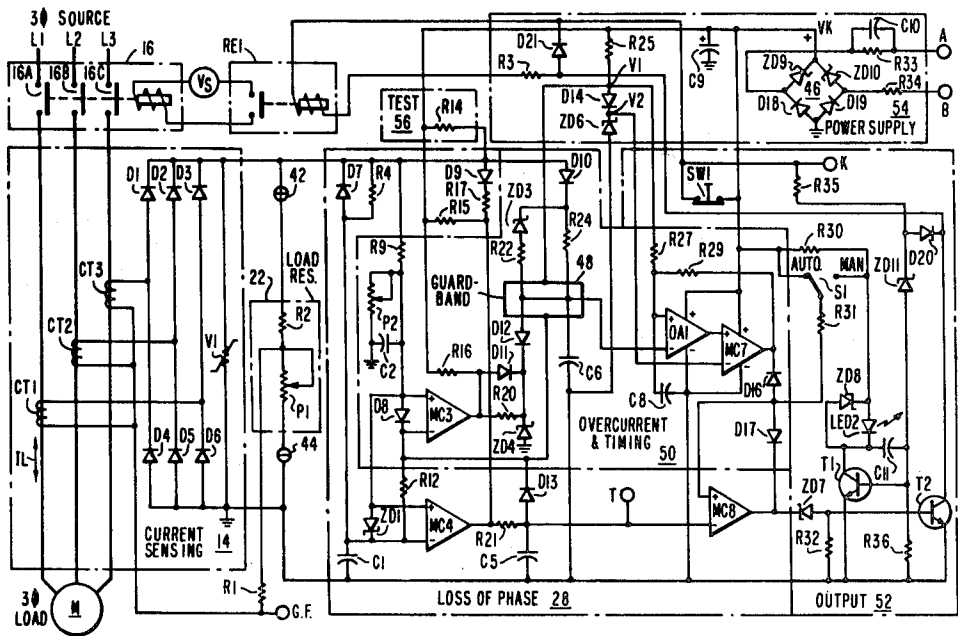 3ϕ SOURCE
L1 L2 L3
16
RE1
16A 16B 16C
VS
D21
R3
R25
C9
VK
+
C10
A
R33
ZD9
ZD10
46
R34
D18
D19
54
B
POWER SUPPLY
V1
D14
V2
ZD6
TEST
56
R14
K
SW1
R35
D1 D2 D3
42
D7
R4
D9
R17
R15
D10
ZD3
R9
R22
R24
R27
R29
R30
AUTO. MAN
S1
R31
ZD11
D20
CT3
CT2
CT1
V1
22
LOAD RES.
R2
P1
44
P2
C2
GUARD-BAND
48
D12
D11
R16
C6
OA1
MC7
D16
ZD8
LED2
C11
D8
MC3
R20
ZD4
C8
OVERCURRENT & TIMING
50
D17
T1
T2
IL
D4 D5 D6
R12
D13
T
MC8
ZD7
ZD1
MC4
R21
CURRENT SENSING 14
C1
C5
R32
R36
R1
3ϕ LOAD
M
G.F.
LOSS OF PHASE 28
OUTPUT 52